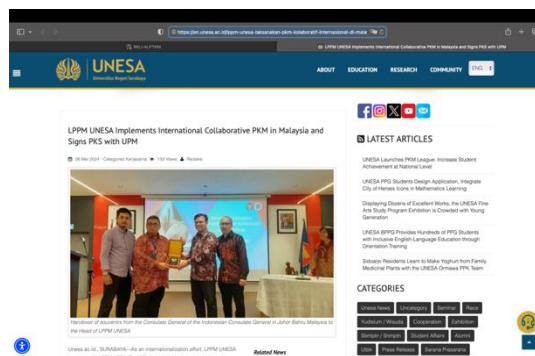 https://en.unesa.ac.id/lppm-unesa-laksanakan-pkm-kolaboratif-internasional-di-mala
LPPM UNESA Implements International Collaborative PKM in Malaysia and Signs PKS with UPM
UNESA
Universitas Negeri Surabaya
ABOUT
EDUCATION
RESEARCH
COMMUNITY
ENG
LPPM UNESA Implements International Collaborative PKM in Malaysia and
Signs PKS with UPM
Mei 2024
Categories Kerjasama
Views
Redaksi
Handover of souvenirs from the Consulate General of the Indonesian Consulate General in Johor Bahru Malaysia to
the Head of LPPM UNESA
Unesa.ac.id., SURABAYA—As an internationalization effort, LPPM UNESA
Related News
LATEST ARTICLES
UNESA Launches PKM League: Increase Student
Achievement at National Level
UNESA PPG Students Design Application, Integrate
City of Heroes Icons in Mathematics Learning
Displaying Dozens of Excellent Works, the UNESA Fine
Arts Study Program Exhibition is Crowded with Young
Generation
UNESA BPPG Provides Hundreds of PPG Students
with Inclusive English-Language Education through
Orientation Training
Sidoarjo Residents Learn to Make Yoghurt from Family
Medicinal Plants with the UNESA Ormawa PPK Team
CATEGORIES
Unesa News
Uncategory
Seminar
Race
Yudisium / Wisuda
Cooperation
Exhibition
Student Affairs
Alumni
Utbk
Press Release
Sarana Prasarana